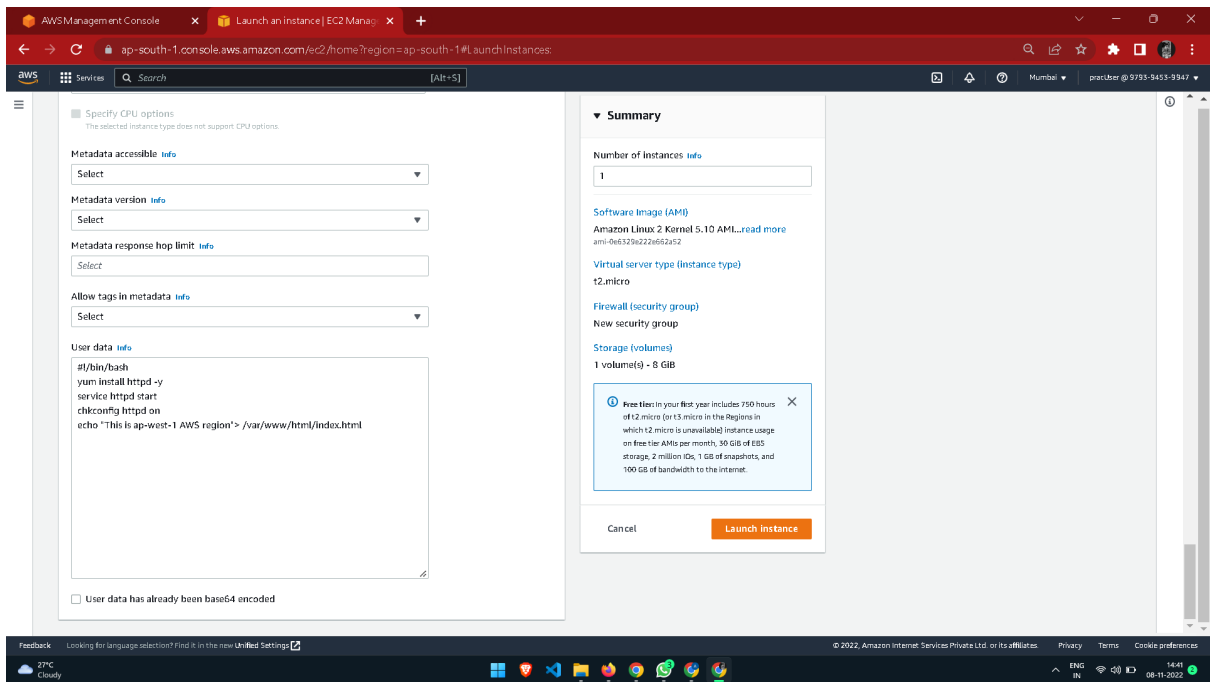 AWS Management Console
Launch an instance | EC2 Manag
ap-south-1.console.aws.amazon.com/ec2/home?region=ap-south-1#LaunchInstances:
aws
Services
Search
[Alt+S]
Mumbai
pracUser @ 9793-9453-9947
Specify CPU options
The selected instance type does not support CPU options.
Metadata accessible Info
Select
Metadata version Info
Select
Metadata response hop limit Info
Select
Allow tags in metadata Info
Select
User data Info
#!/bin/bash
yum install httpd -y
service httpd start
chkconfig httpd on
echo "This is ap-west-1 AWS region"> /var/www/html/index.html
User data has already been base64 encoded
Summary
Number of instances Info
1
Software Image (AMI)
Amazon Linux 2 Kernel 5.10 AMI...read more
ami-0e6329e222e662a52
Virtual server type (instance type)
t2.micro
Firewall (security group)
New security group
Storage (volumes)
1 volume(s) - 8 GiB
Free tier: In your first year includes 750 hours
of t2.micro (or t3.micro in the Regions in
which t2.micro is unavailable) instance usage
on free tier AMIs per month, 30 GiB of EBS
storage, 2 million IOs, 1 GB of snapshots, and
100 GB of bandwidth to the internet.
Cancel
Launch instance
Feedback
Looking for language selection? Find it in the new Unified Settings
© 2022, Amazon Internet Services Private Ltd. or its affiliates.
Privacy
Terms
Cookie preferences
27°C
Cloudy
3
ENG
IN
14:41
08-11-2022
2